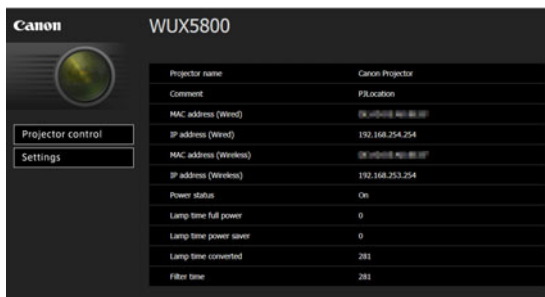 Canon
WUX5800
Projector name Canon Projector
Comment PJLocation
MAC address (Wired)
Projector control
IP address (Wired) 192.168.254.254
Settings
MAC address (Wireless)
IP address (Wireless) 192.168.253.254
Power status On
Lamp time full power 0
Lamp time power saver 0
Lamp time converted 281
Filter time 281